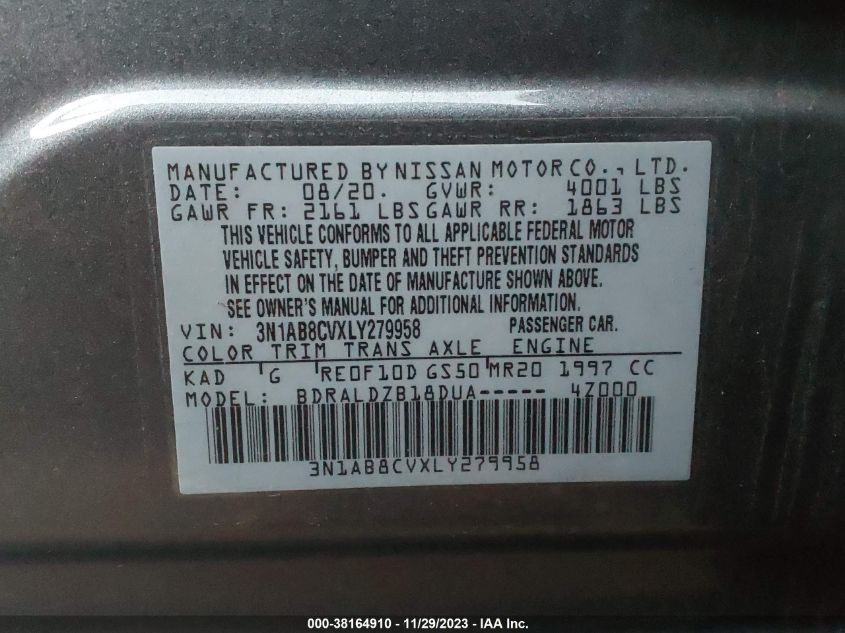 MANUFACTURED BY NISSAN MOTOR CO., LTD.
DATE: 08/20. GVWR: 4001 LBS
GAWR FR: 2161 LBS GAWR RR: 1863 LBS
THIS VEHICLE CONFORMS TO ALL APPLICABLE FEDERAL MOTOR
VEHICLE SAFETY, BUMPER AND THEFT PREVENTION STANDARDS
IN EFFECT ON THE DATE OF MANUFACTURE SHOWN ABOVE.
SEE OWNER'S MANUAL FOR ADDITIONAL INFORMATION.
VIN: 3N1AB8CVXLY279958 PASSENGER CAR.
COLOR TRIM TRANS AXLE ENGINE
KAD G RE0F10D GS50 MR20 1997 CC
MODEL: BDRALDZB18DUA----- 4Z000
3N1AB8CVXLY279958
000-38164910 - 11/29/2023 - IAA Inc.